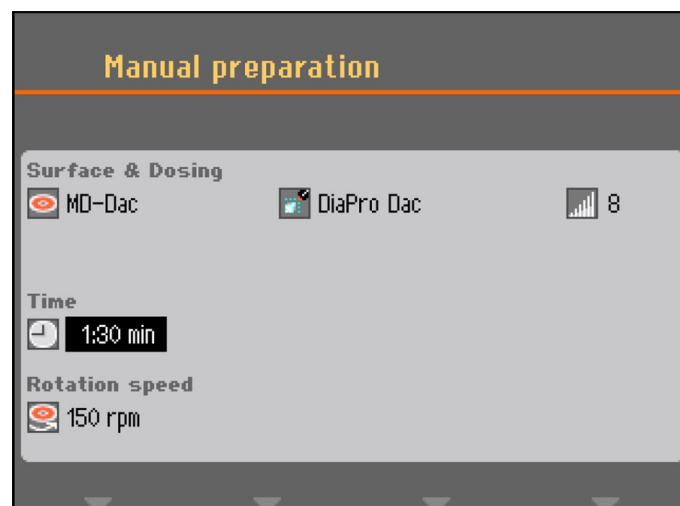 Manual preparation
Surface & Dosing
MD-Dac DiaPro Dac 8
Time
1:30 min
Rotation speed
150 rpm